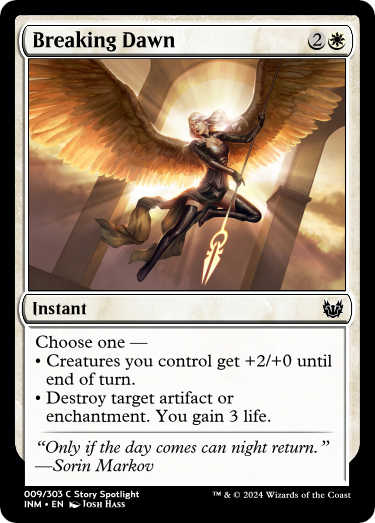 Breaking Dawn 2
Instant
Choose one —
• Creatures you control get +2/+0 until
end of turn.
• Destroy target artifact or
enchantment. You gain 3 life.
“Only if the day comes can night return.”
—Sorin Markov
009/303 C Story Spotlight
INM • EN Josh Hass
™ & © 2024 Wizards of the Coast